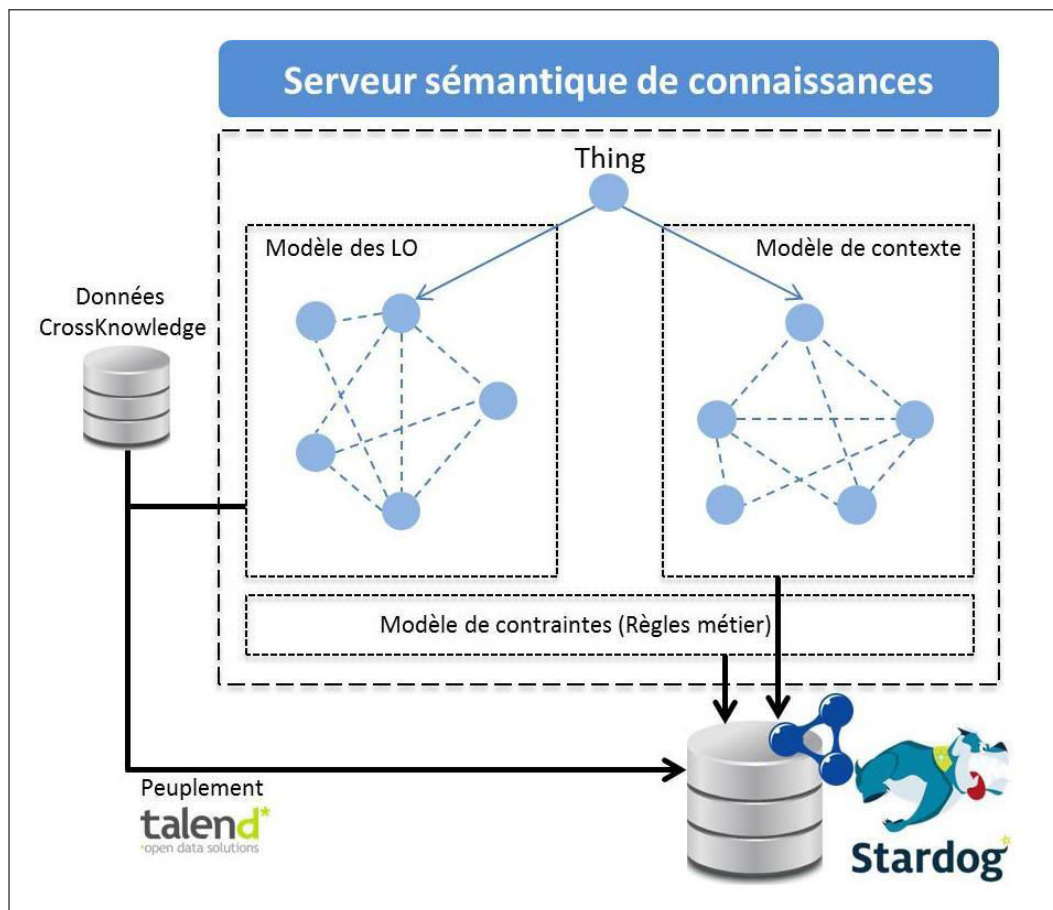 Serveur sémantique de connaissances
Thing
Modèle des LO
Modèle de contexte
Données
CrossKnowledge
Modèle de contraintes (Règles métier)
Peuplement
talend*
*open data solutions
Stardog